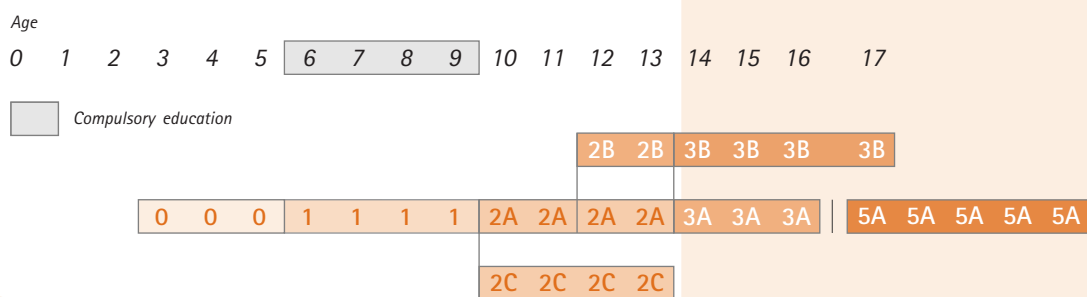 Age
0 1 2 3 4 5 6 7 8 9 10 11 12 13 14 15 16 17
Compulsory education
2B 2B 3B 3B 3B 3B
0 0 0 1 1 1 1 2A 2A 2A 2A 3A 3A 3A 5A 5A 5A 5A 5A
2C 2C 2C 2C